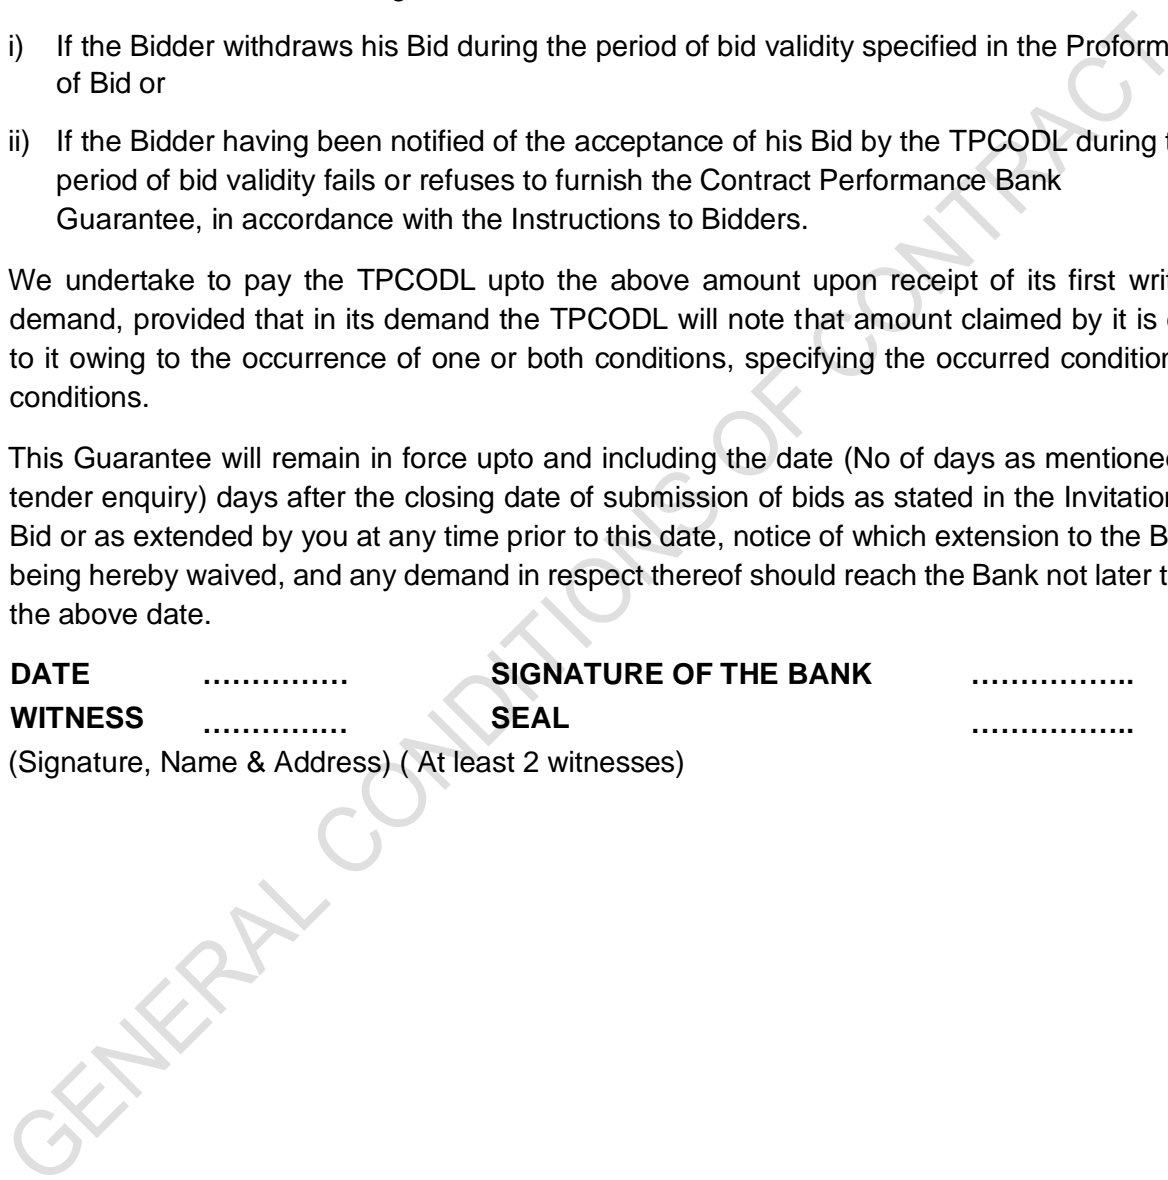 i) If the Bidder withdraws his Bid during the period of bid validity specified in the Proform
of Bid or
ii) If the Bidder having been notified of the acceptance of his Bid by the TPCODL during
period of bid validity fails or refuses to furnish the Contract Performance Bank
Guarantee, in accordance with the Instructions to Bidders.
We undertake to pay the TPCODL upto the above amount upon receipt of its first writ
demand, provided that in its demand the TPCODL will note that amount claimed by it is
to it owing to the occurrence of one or both conditions, specifying the occurred condition
conditions.
This Guarantee will remain in force upto and including the date (No of days as mentioned
tender enquiry) days after the closing date of submission of bids as stated in the Invitation
Bid or as extended by you at any time prior to this date, notice of which extension to the B
being hereby waived, and any demand in respect thereof should reach the Bank not later t
the above date.
DATE …………… SIGNATURE OF THE BANK ……………..
WITNESS …………… SEAL ……………..
(Signature, Name & Address) ( At least 2 witnesses)
GENERAL CONDITIONS OF CONTRACT